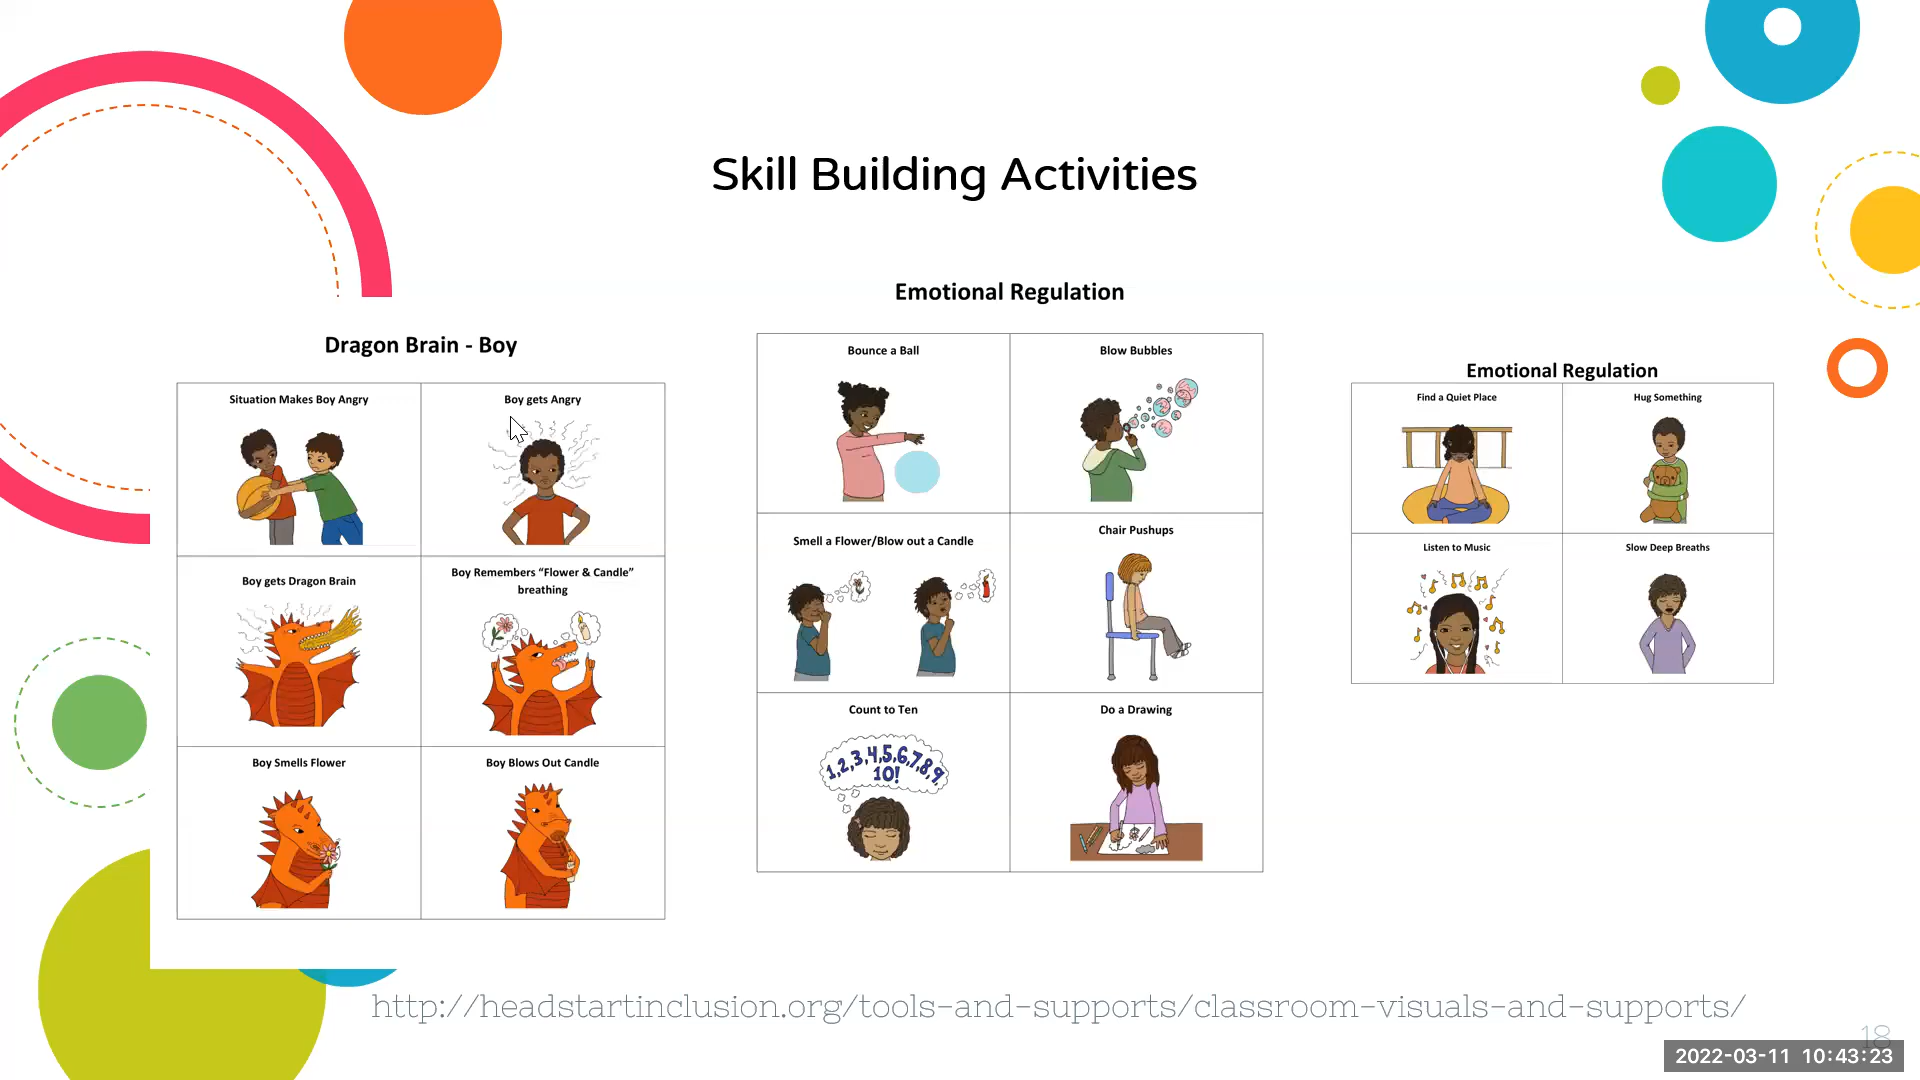 Skill Building Activities
Dragon Brain - Boy
Situation Makes Boy Angry
Boy gets Angry
Boy gets Dragon Brain
Boy Remembers “Flower & Candle”
breathing
Boy Smells Flower
Boy Blows Out Candle
Emotional Regulation
Bounce a Ball
Blow Bubbles
Smell a Flower/Blow out a Candle
Chair Pushups
Count to Ten
1,2,3,4,5,6,7,8,9,
10!
Do a Drawing
Emotional Regulation
Find a Quiet Place
Hug Something
Listen to Music
Slow Deep Breaths
http://headstartinclusion.org/tools-and-supports/classroom-visuals-and-supports/
18
2022-03-11 10:43:23